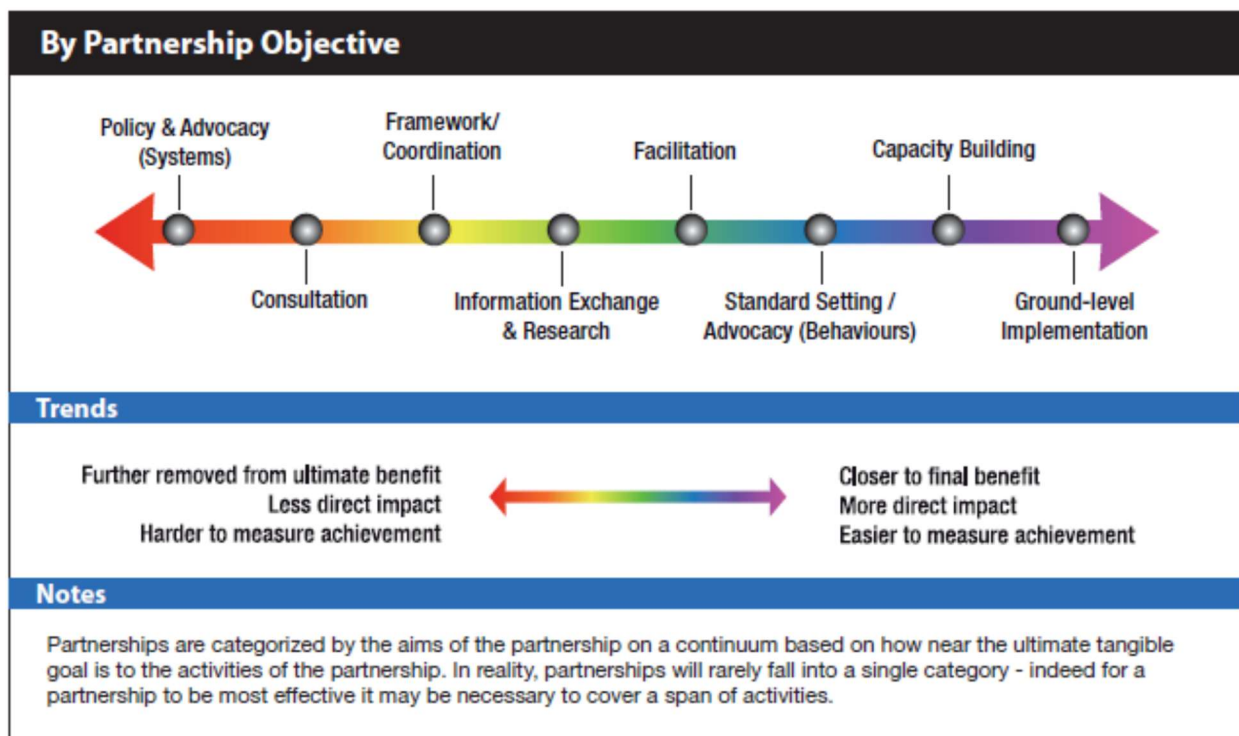 By Partnership Objective
Policy & Advocacy
(Systems)
Framework/
Coordination
Facilitation
Capacity Building
Consultation
Information Exchange
& Research
Standard Setting /
Advocacy (Behaviours)
Ground-level
Implementation
Trends
Further removed from ultimate benefit
Less direct impact
Harder to measure achievement
Closer to final benefit
More direct impact
Easier to measure achievement
Notes
Partnerships are categorized by the aims of the partnership on a continuum based on how near the ultimate tangible
goal is to the activities of the partnership. In reality, partnerships will rarely fall into a single category - indeed for a
partnership to be most effective it may be necessary to cover a span of activities.